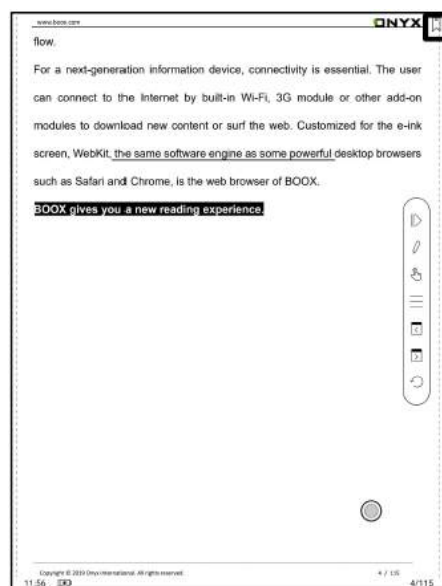 www.boox.com
ONYX
flow.
For a next-generation information device, connectivity is essential. The user
can connect to the Internet by built-in Wi-Fi, 3G module or other add-on
modules to download new content or surf the web. Customized for the e-ink
screen, WebKit, the same software engine as some powerful desktop browsers
such as Safari and Chrome, is the web browser of BOOX.
BOOX gives you a new reading experience.
Copyright © 2019 Onyx International. All rights reserved.
4 / 115
11:56
4/115